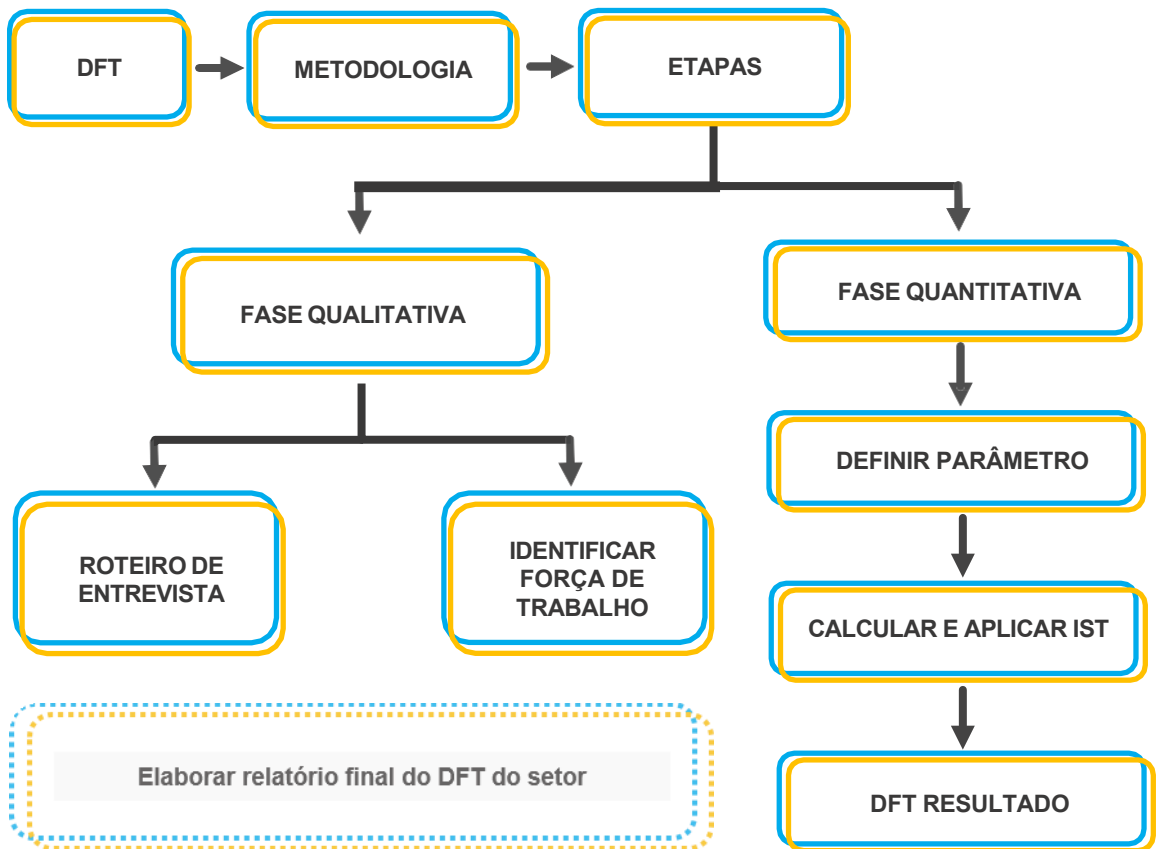 DFT
METODOLOGIA
ETAPAS
FASE QUALITATIVA
FASE QUANTITATIVA
DEFINIR PARÂMETRO
ROTEIRO DE
ENTREVISTA
IDENTIFICAR
FORÇA DE
TRABALHO
CALCULAR E APLICAR IST
Elaborar relatório final do DFT do setor
DFT RESULTADO